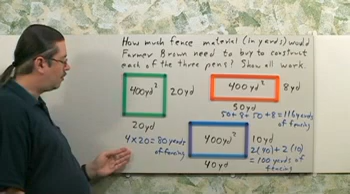 How much fence material (in yards) would
Farmer Brown need to buy to construct
each of the three pens? Show all work.
400yd²
20yd
20yd
4×20=80 yards
of fencing
400yd²
8yd
50yd
50+8+50+8=116 yards
of fencing
400yd²
10yd
40yd
2(40)+2(10)
=100 yards of
fencing